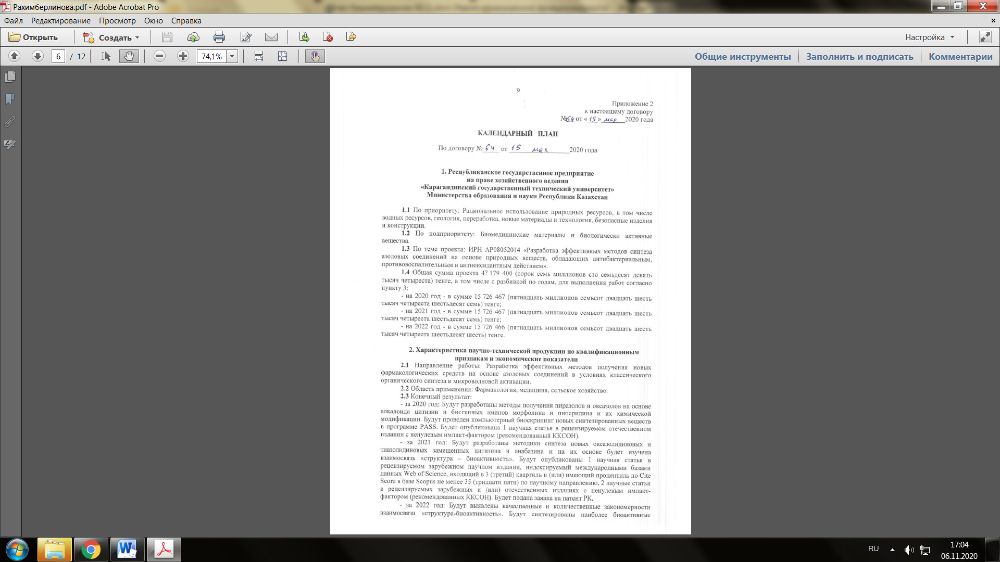 Рахимберлинова.pdf - Adobe Acrobat Pro
Файл Редактирование Просмотр Окно Справка
Открыть Создать Настройка
6 / 12 74,1% Общие инструменты Заполнить и подписать Комментарии
9
Приложение 2
к настоящему договору
№64 от «15» мая 2020 года
КАЛЕНДАРНЫЙ ПЛАН
По договору № 64 от 15 мая 2020 года
1. Республиканское государственное предприятие
на праве хозяйственного ведения
«Карагандинский государственный технический университет»
Министерства образования и науки Республики Казахстан
1.1 По приоритету: Рациональное использование природных ресурсов, в том числе
водных ресурсов, геология, переработка, новые материалы и технология, безопасные изделия
и конструкции.
1.2 По подприоритету: Биомедицинские материалы и биологически активные
вещества.
1.3 По теме проекта: ИРН АР08052014 «Разработка эффективных методов синтеза
азоловых соединений на основе природных веществ, обладающих антибактериальным,
противовоспалительным и антиоксидантным действием».
1.4 Общая сумма проекта 47 179 400 (сорок семь миллионов сто семьдесят девять
тысяч четыреста) тенге, в том числе с разбивкой по годам, для выполнения работ согласно
пункту 3:
- на 2020 год - в сумме 15 726 467 (пятнадцать миллионов семьсот двадцать шесть
тысяч четыреста шестьдесят семь) тенге;
- на 2021 год - в сумме 15 726 467 (пятнадцать миллионов семьсот двадцать шесть
тысяч четыреста шестьдесят семь) тенге;
- на 2022 год - в сумме 15 726 466 (пятнадцать миллионов семьсот двадцать шесть
тысяч четыреста шестьдесят шесть) тенге.
2. Характеристика научно-технической продукции по квалификационным
признакам и экономические показатели
2.1 Направление работы: Разработка эффективных методов получения новых
фармакологических средств на основе азоловых соединений в условиях классического
органического синтеза и микроволновой активации.
2.2 Область применения: Фармакология, медицина, сельское хозяйство.
2.3 Конечный результат:
- за 2020 год: Будут разработаны методы получения пиразолов и оксазолов на основе
алкалоида цитизин и бисгенных аминов морфолина и пиперидина и их химической
модификации. Будут проведен компьютерный биоскрининг новых синтезированных веществ
в программе PASS. Будет опубликована 1 научная статья в рецензируемом отечественном
издании с ненулевым импакт-фактором (рекомендованный ККСОН).
- за 2021 год: Будут разработаны методики синтеза новых оксазолидиновых и
тиазолидиновых замещенных цитизина и анабазина и на их основе будет изучена
взаимосвязь «структура – биоактивность». Будут опубликованы 1 научная статья в
рецензируемом зарубежном научном издании, индексируемый международными базами
данных Web of Science, входящий в 3 (третий) квартиль и (или) имеющий процентиль по Cite
Score в базе Scopus не менее 35 (тридцати пяти) по научному направлению, 2 научные статьи
в рецензируемых зарубежных и (или) отечественных изданиях с ненулевым импакт-
фактором (рекомендованных ККСОН). Будет подана заявка на патент РК.
- за 2022 год: Будут выявлены качественные и количественные закономерности
взаимосвязи «структура-биоактивность». Будут синтезированы наиболее биоактивные
RU 17:04
06.11.2020